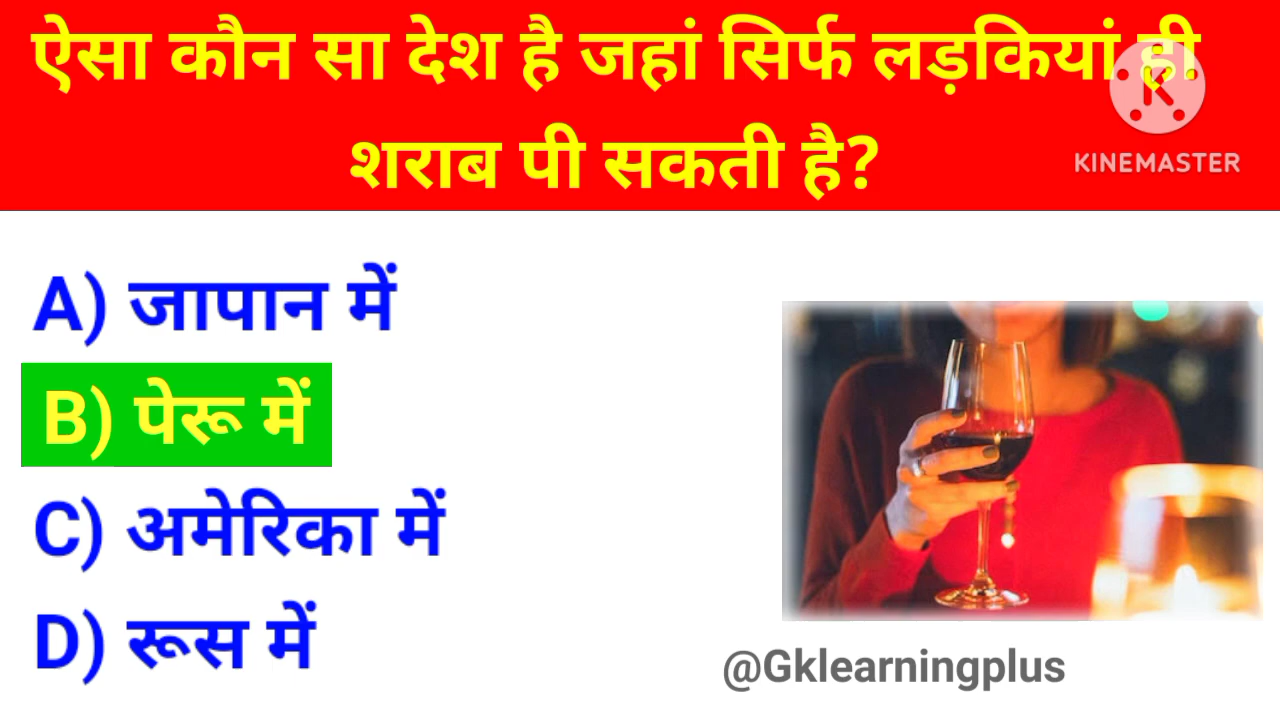 ऐसा कौन सा देश है जहां सिर्फ लड़कियां ही
शराब पी सकती है?
KINEMASTER
A) जापान में
B) पेरू में
C) अमेरिका में
D) रूस में
@Gklearningplus